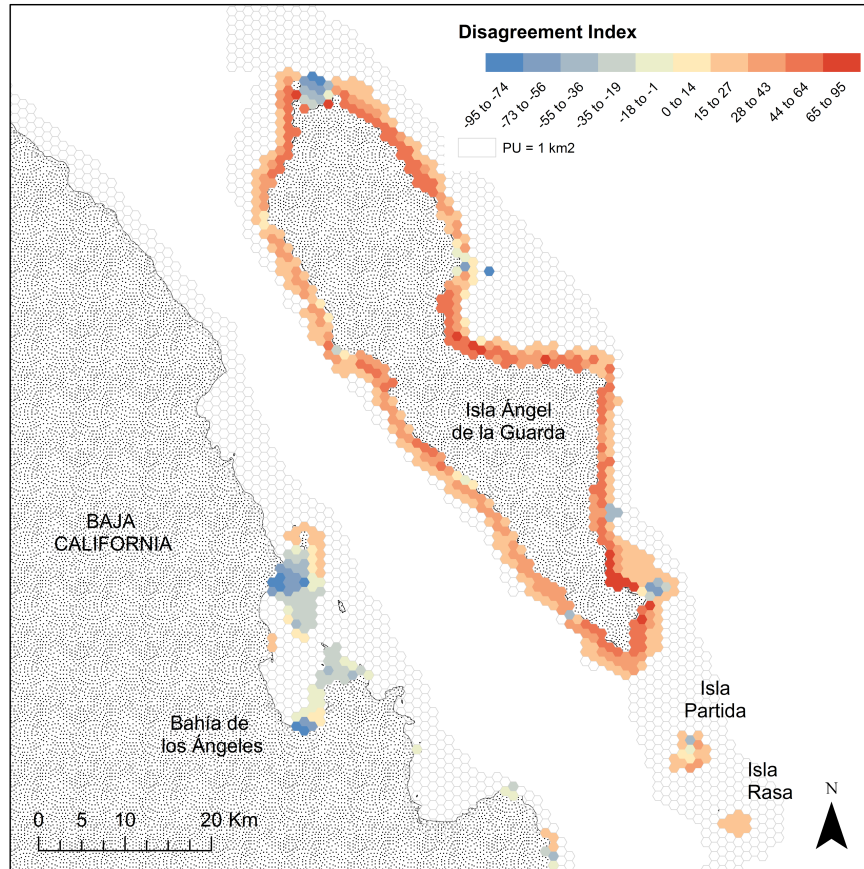 Disagreement Index
-95 to -74
-73 to -56
-55 to -36
-35 to -19
-18 to -1
0 to 14
15 to 27
28 to 43
44 to 64
65 to 95
PU = 1 km2
Isla Ángel
de la Guarda
BAJA
CALIFORNIA
Bahía de
los Ángeles
Isla
Partida
Isla
Rasa
N
0 5 10 20 Km